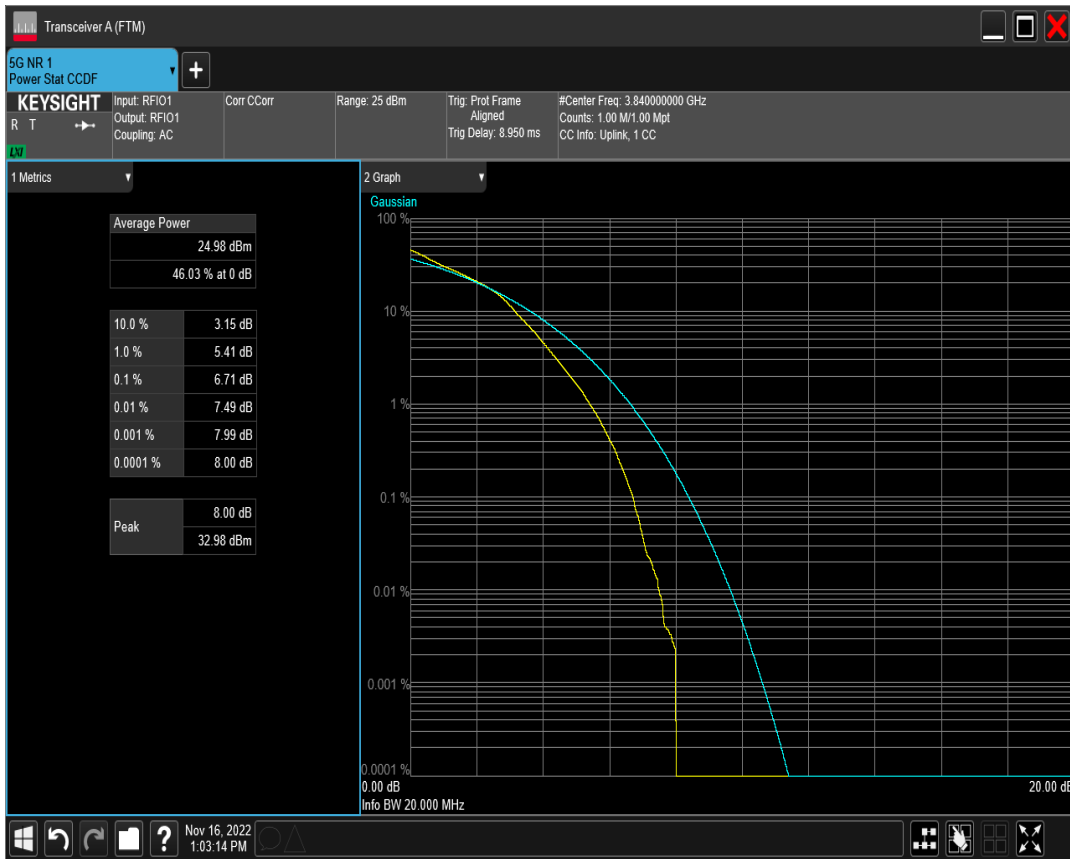 Transceiver A (FTM)
5G NR 1
Power Stat CCDF
+
KEYSIGHT
R T
LXI
Input: RFIO1
Output: RFIO1
Coupling: AC
Corr CCorr
Range: 25 dBm
Trig: Prot Frame
Aligned
Trig Delay: 8.950 ms
#Center Freq: 3.840000000 GHz
Counts: 1.00 M/1.00 Mpt
CC Info: Uplink, 1 CC
1 Metrics
Average Power
24.98 dBm
46.03 % at 0 dB
10.0 % 3.15 dB
1.0 % 5.41 dB
0.1 % 6.71 dB
0.01 % 7.49 dB
0.001 % 7.99 dB
0.0001 % 8.00 dB
Peak
8.00 dB
32.98 dBm
2 Graph
Gaussian
100 %
10 %
1 %
0.1 %
0.01 %
0.001 %
0.0001 %
0.00 dB 20.00 dB
Info BW 20.000 MHz
?
Nov 16, 2022
1:03:14 PM